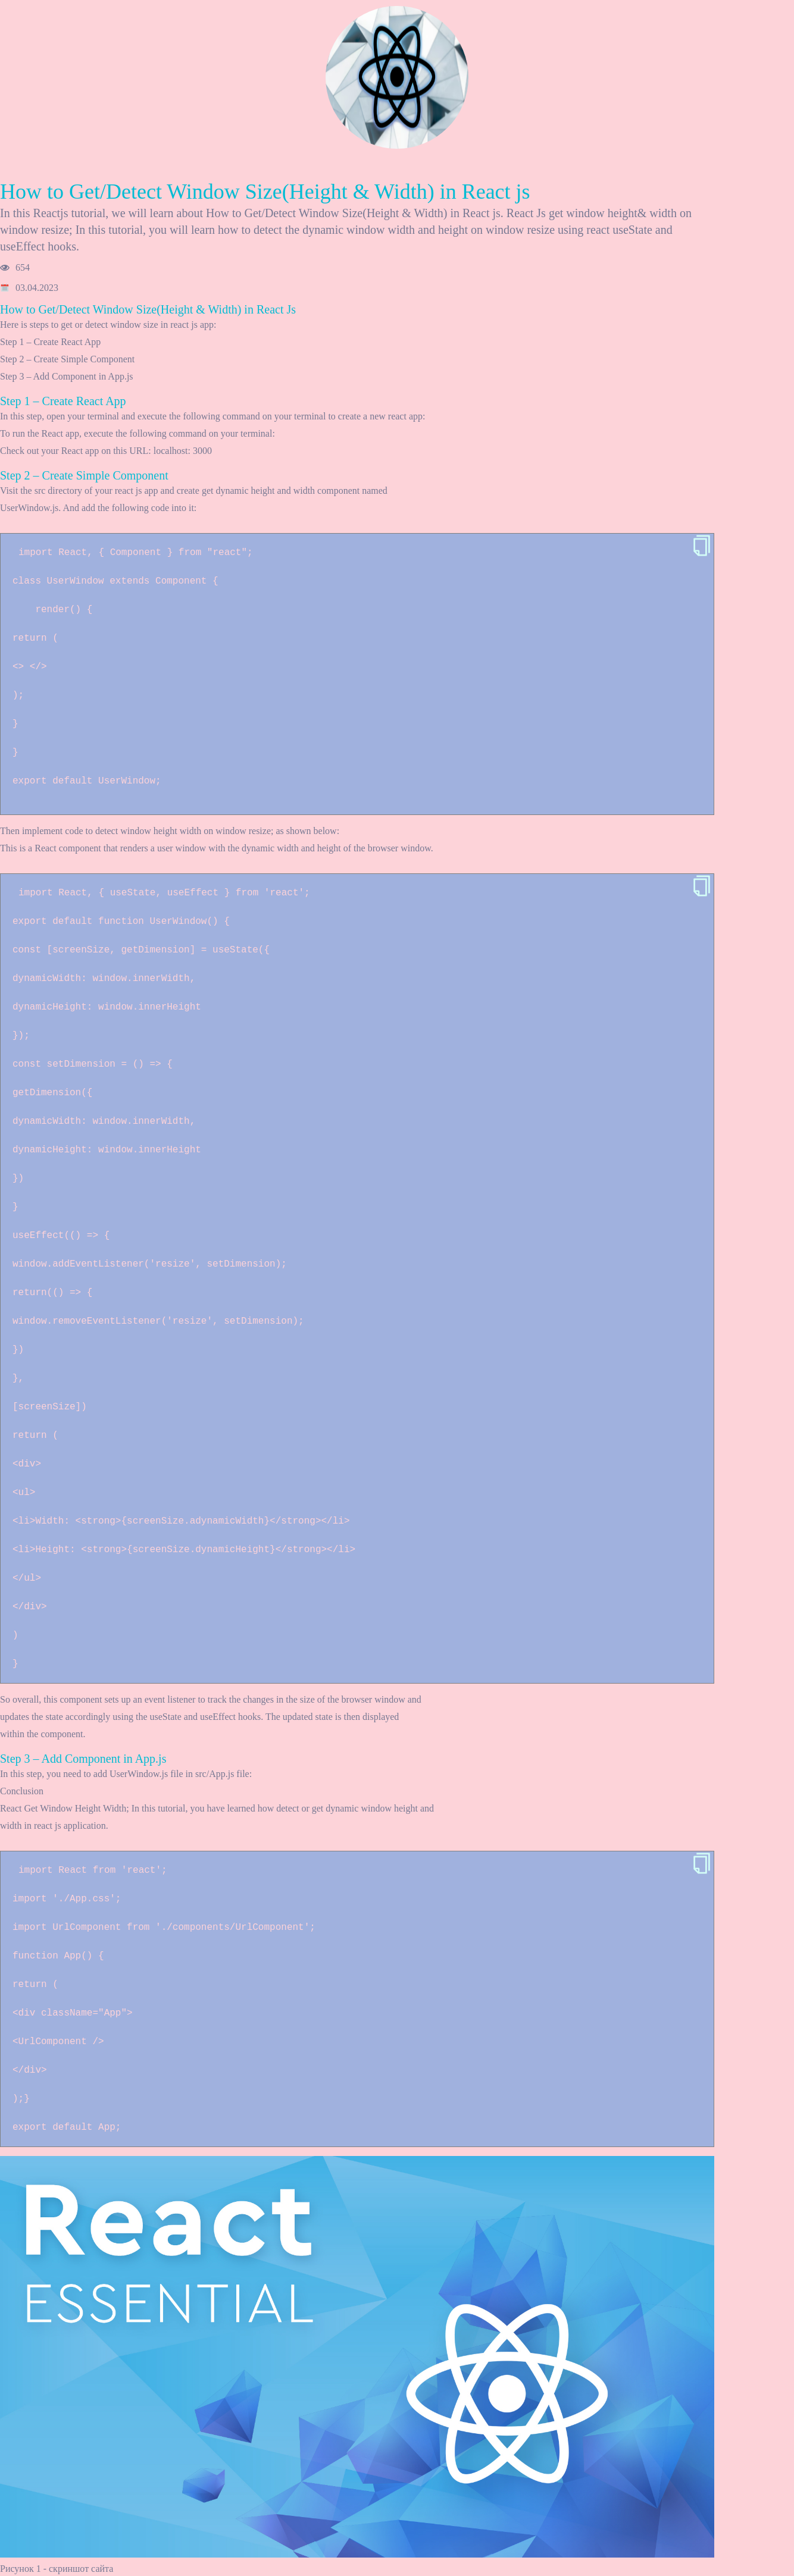 How to Get/Detect Window Size(Height & Width) in React js
In this Reactjs tutorial, we will learn about How to Get/Detect Window Size(Height & Width) in React js. React Js get window height& width on
window resize; In this tutorial, you will learn how to detect the dynamic window width and height on window resize using react useState and
useEffect hooks.
654
03.04.2023
How to Get/Detect Window Size(Height & Width) in React Js
Here is steps to get or detect window size in react js app:
Step 1 – Create React App
Step 2 – Create Simple Component
Step 3 – Add Component in App.js
Step 1 – Create React App
In this step, open your terminal and execute the following command on your terminal to create a new react app:
To run the React app, execute the following command on your terminal:
Check out your React app on this URL: localhost: 3000
Step 2 – Create Simple Component
Visit the src directory of your react js app and create get dynamic height and width component named
UserWindow.js. And add the following code into it:
import React, { Component } from "react";
class UserWindow extends Component {
render() {
return (
<> </>
);
}
}
export default UserWindow;
Then implement code to detect window height width on window resize; as shown below:
This is a React component that renders a user window with the dynamic width and height of the browser window.
import React, { useState, useEffect } from 'react';
export default function UserWindow() {
const [screenSize, getDimension] = useState({
dynamicWidth: window.innerWidth,
dynamicHeight: window.innerHeight
});
const setDimension = () => {
getDimension({
dynamicWidth: window.innerWidth,
dynamicHeight: window.innerHeight
})
}
useEffect(() => {
window.addEventListener('resize', setDimension);
return(() => {
window.removeEventListener('resize', setDimension);
})
},
[screenSize])
return (
<div>
<ul>
<li>Width: <strong>{screenSize.adynamicWidth}</strong></li>
<li>Height: <strong>{screenSize.dynamicHeight}</strong></li>
</ul>
</div>
)
}
So overall, this component sets up an event listener to track the changes in the size of the browser window and
updates the state accordingly using the useState and useEffect hooks. The updated state is then displayed
within the component.
Step 3 – Add Component in App.js
In this step, you need to add UserWindow.js file in src/App.js file:
Conclusion
React Get Window Height Width; In this tutorial, you have learned how detect or get dynamic window height and
width in react js application.
import React from 'react';
import './App.css';
import UrlComponent from './components/UrlComponent';
function App() {
return (
<div className="App">
<UrlComponent />
</div>
);}
export default App;
React
ESSENTIAL
Рисунок 1 - скриншот сайта